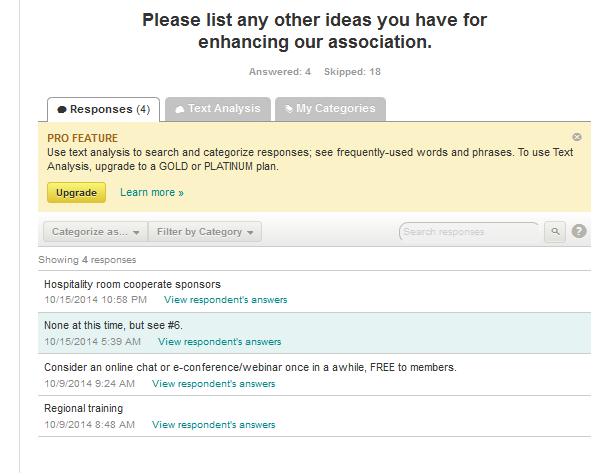 Please list any other ideas you have for
enhancing our association.
Answered: 4 Skipped: 18
Responses (4) Text Analysis My Categories
PRO FEATURE
Use text analysis to search and categorize responses; see frequently-used words and phrases. To use Text
Analysis, upgrade to a GOLD or PLATINUM plan.
Upgrade Learn more »
Categorize as... Filter by Category Search responses ?
Showing 4 responses
Hospitality room cooperate sponsors
10/15/2014 10:58 PM View respondent's answers
None at this time, but see #6.
10/15/2014 5:39 AM View respondent's answers
Consider an online chat or e-conference/webinar once in a awhile, FREE to members.
10/9/2014 9:24 AM View respondent's answers
Regional training
10/9/2014 8:48 AM View respondent's answers